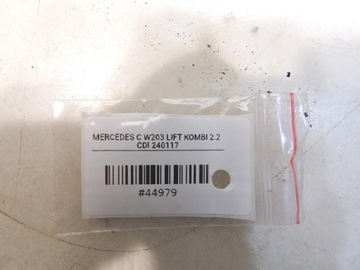 MERCEDES C W203 LIFT KOMBI 2.2
CDI 240117
#44979